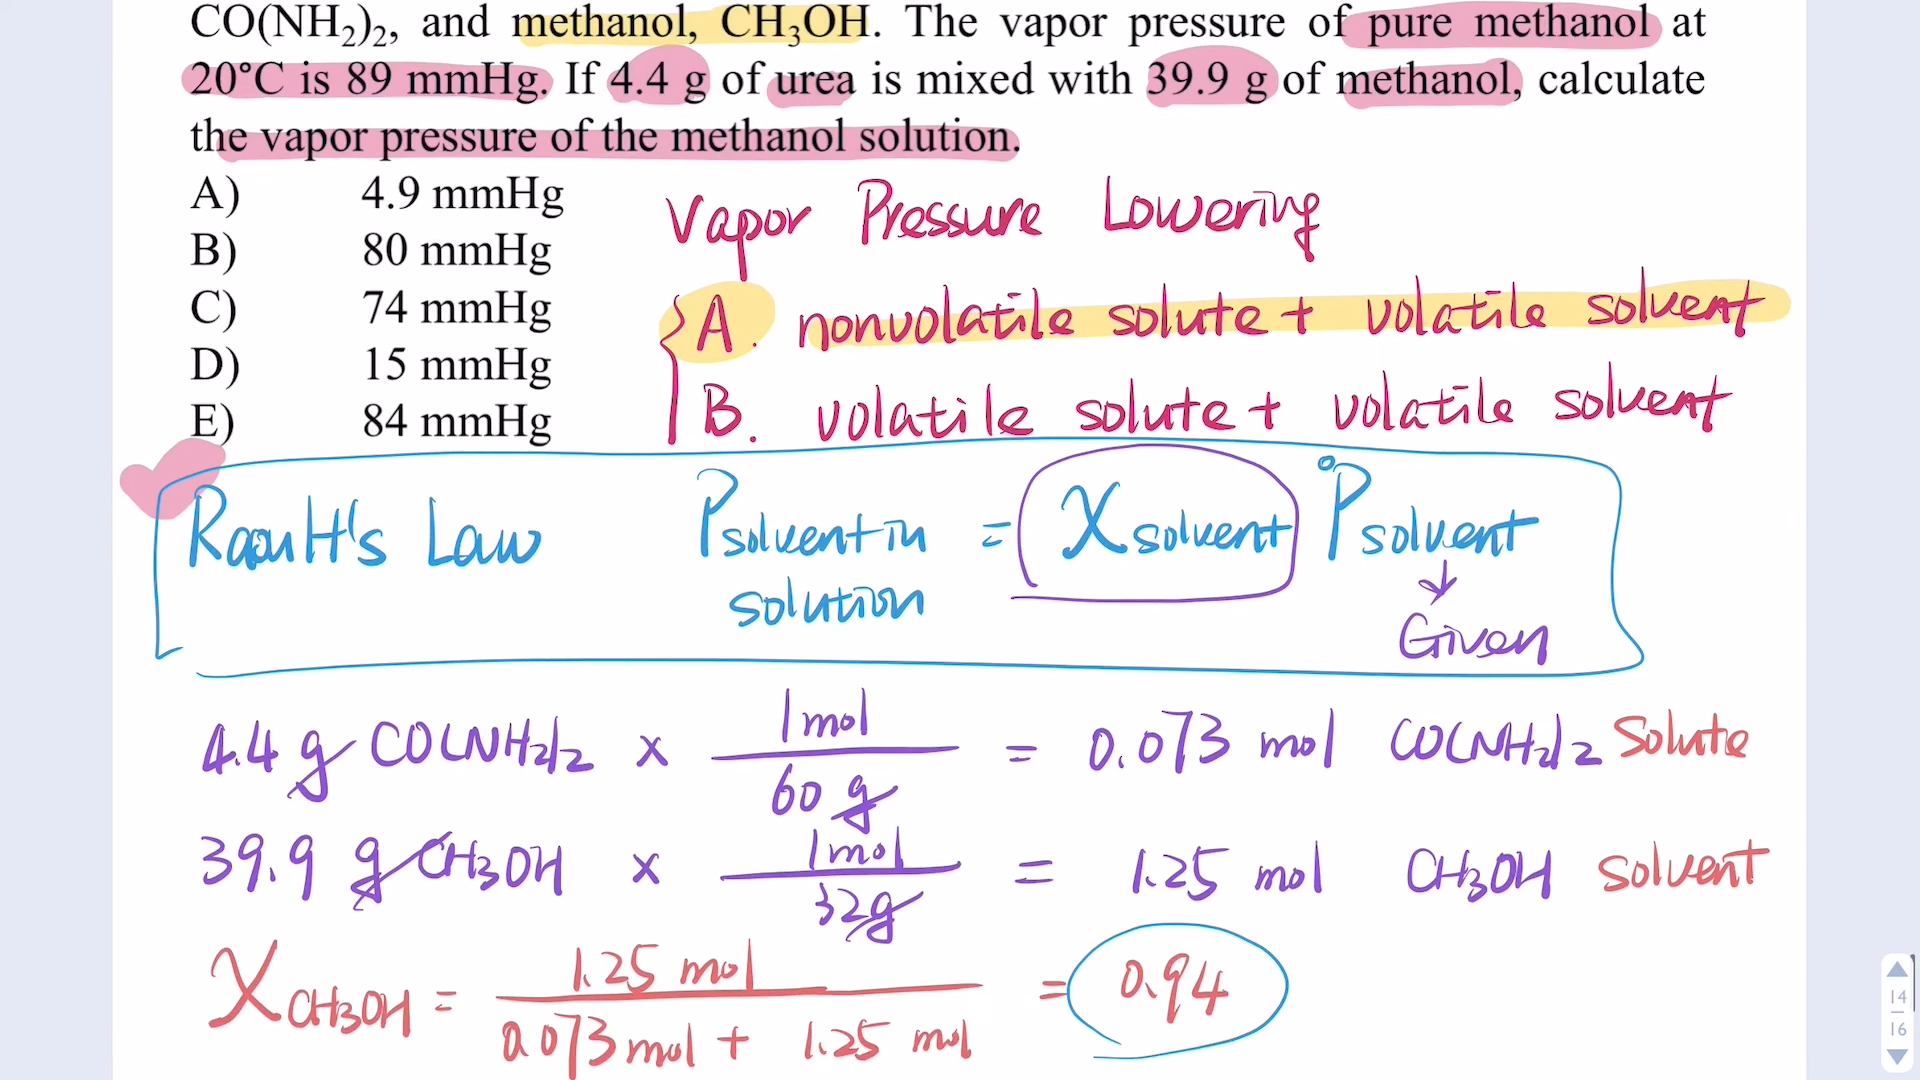 CO(NH₂)₂, and methanol, CH₃OH. The vapor pressure of pure methanol at
20°C is 89 mmHg. If 4.4 g of urea is mixed with 39.9 g of methanol, calculate
the vapor pressure of the methanol solution.
A) 4.9 mmHg
B) 80 mmHg
C) 74 mmHg
D) 15 mmHg
E) 84 mmHg
Vapor Pressure Lowering
A. nonvolatile solute + volatile solvent
B. volatile solute + volatile solvent
Raoult's Law P solvent in solution = X solvent P° solvent
Given
4.4 g CO(NH₂)₂ × 1 mol / 60 g = 0.073 mol CO(NH₂)₂ Solute
39.9 g CH₃OH × 1 mol / 32 g = 1.25 mol CH₃OH solvent
X CH₃OH = 1.25 mol / 0.073 mol + 1.25 mol = 0.94
14
16